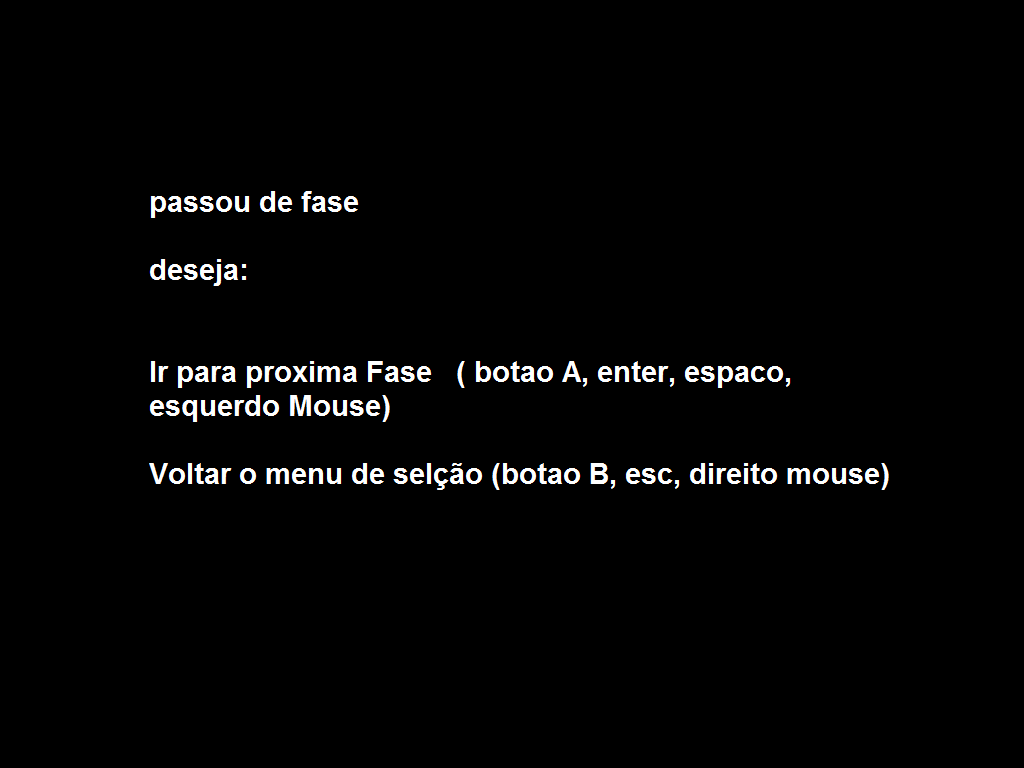 passou de fase
deseja:
Ir para proxima Fase   ( botao A, enter, espaco,
esquerdo Mouse)
Voltar o menu de selção (botao B, esc, direito mouse)